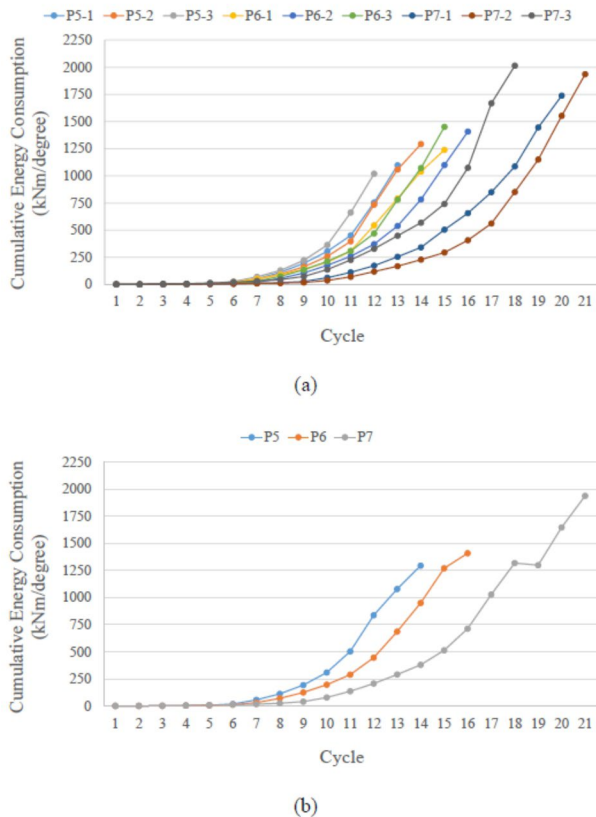 P5-1 P5-2 P5-3 P6-1 P6-2 P6-3 P7-1 P7-2 P7-3
Cumulative Energy Consumption
(kNm/degree)
2250
2000
1750
1500
1250
1000
750
500
250
0
1 2 3 4 5 6 7 8 9 10 11 12 13 14 15 16 17 18 19 20 21
Cycle
(a)
P5 P6 P7
Cumulative Energy Consumption
(kNm/degree)
2250
2000
1750
1500
1250
1000
750
500
250
0
1 2 3 4 5 6 7 8 9 10 11 12 13 14 15 16 17 18 19 20 21
Cycle
(b)